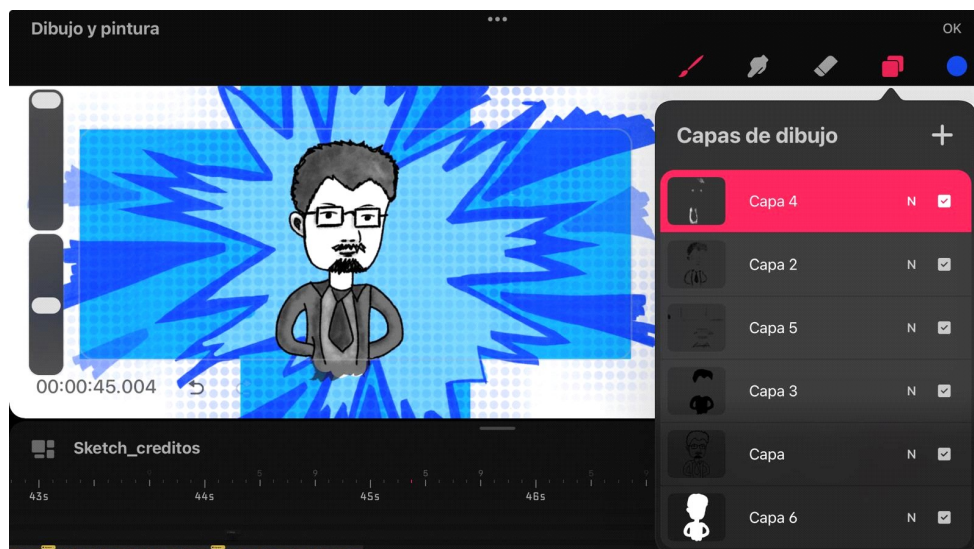 Dibujo y pintura
OK
Capas de dibujo
Capa 4 N
Capa 2 N
Capa 5 N
Capa 3 N
Capa N
Capa 6 N
00:00:45.004
Sketch_creditos
43s 44s 45s 46s